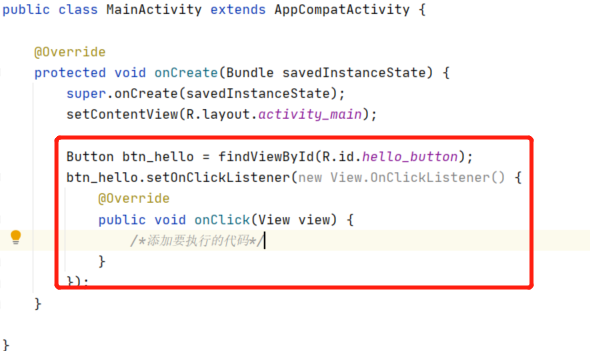 public class MainActivity extends AppCompatActivity {
@Override
protected void onCreate(Bundle savedInstanceState) {
super.onCreate(savedInstanceState);
setContentView(R.layout.activity_main);
Button btn_hello = findViewById(R.id.hello_button);
btn_hello.setOnClickListener(new View.OnClickListener() {
@Override
public void onClick(View view) {
/*添加要执行的代码*/
}
});
}
}